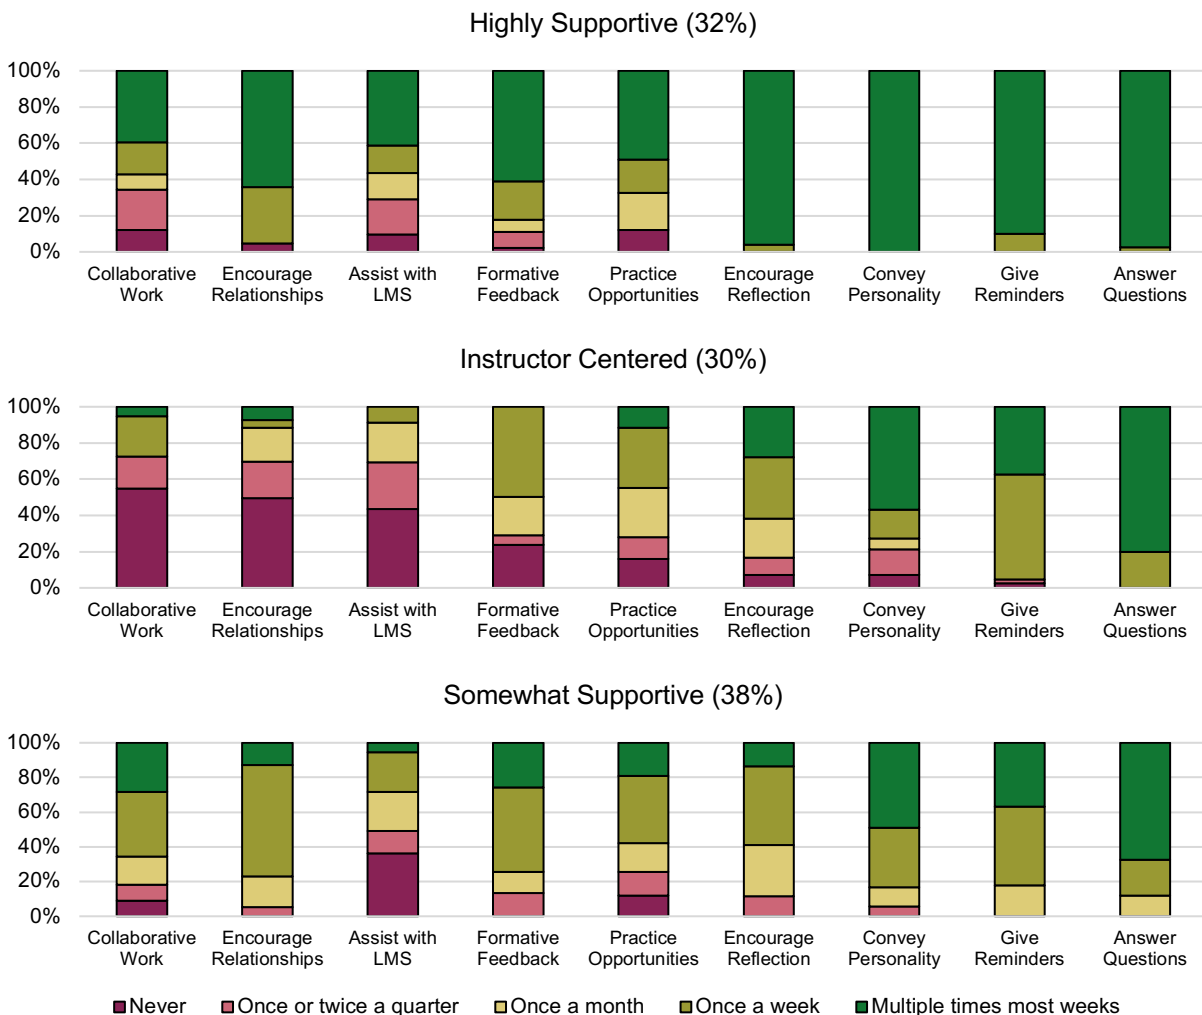 Highly Supportive (32%)
100%
80%
60%
40%
20%
0%
Collaborative Work
Encourage Relationships
Assist with LMS
Formative Feedback
Practice Opportunities
Encourage Reflection
Convey Personality
Give Reminders
Answer Questions
Instructor Centered (30%)
100%
80%
60%
40%
20%
0%
Collaborative Work
Encourage Relationships
Assist with LMS
Formative Feedback
Practice Opportunities
Encourage Reflection
Convey Personality
Give Reminders
Answer Questions
Somewhat Supportive (38%)
100%
80%
60%
40%
20%
0%
Collaborative Work
Encourage Relationships
Assist with LMS
Formative Feedback
Practice Opportunities
Encourage Reflection
Convey Personality
Give Reminders
Answer Questions
Never
Once or twice a quarter
Once a month
Once a week
Multiple times most weeks